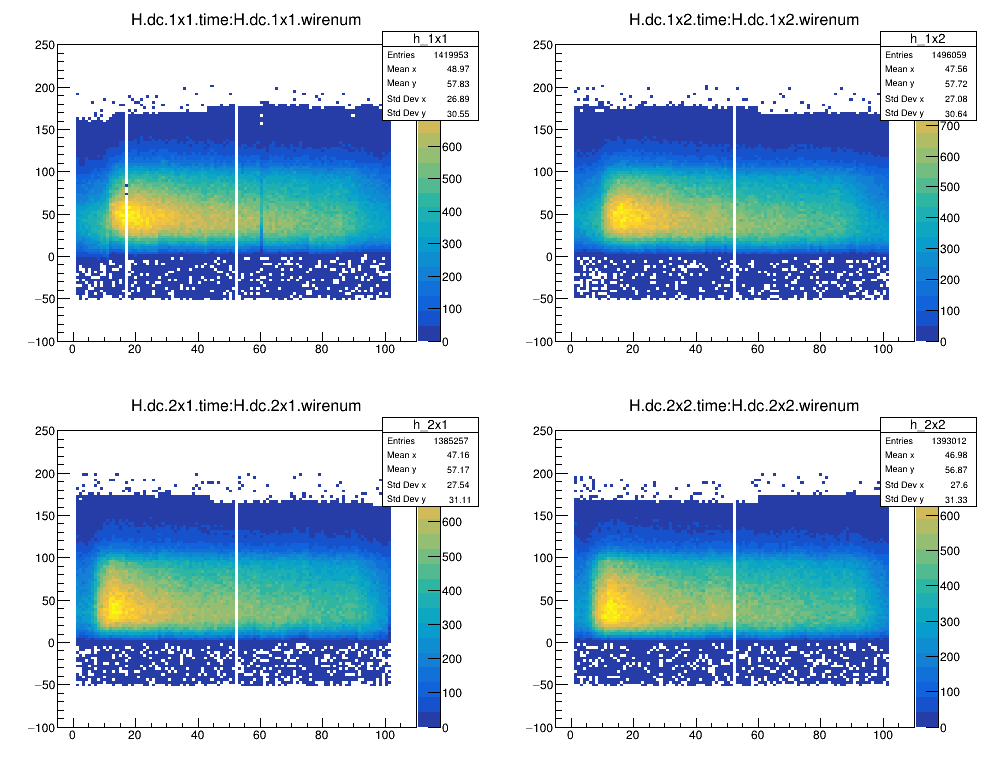 H.dc.1x1.time:H.dc.1x1.wirenum
h_1x1
Entries 1419953
Mean x 48.97
Mean y 57.83
Std Dev x 26.89
Std Dev y 30.55
250
200
150
100
50
0
−50
−100
0 20 40 60 80 100
600
500
400
300
200
100
0
H.dc.1x2.time:H.dc.1x2.wirenum
h_1x2
Entries 1496059
Mean x 47.56
Mean y 57.72
Std Dev x 27.08
Std Dev y 30.64
250
200
150
100
50
0
−50
−100
0 20 40 60 80 100
700
600
500
400
300
200
100
0
H.dc.2x1.time:H.dc.2x1.wirenum
h_2x1
Entries 1385257
Mean x 47.16
Mean y 57.17
Std Dev x 27.54
Std Dev y 31.11
250
200
150
100
50
0
−50
−100
0 20 40 60 80 100
600
500
400
300
200
100
0
H.dc.2x2.time:H.dc.2x2.wirenum
h_2x2
Entries 1393012
Mean x 46.98
Mean y 56.87
Std Dev x 27.6
Std Dev y 31.33
250
200
150
100
50
0
−50
−100
0 20 40 60 80 100
600
500
400
300
200
100
0